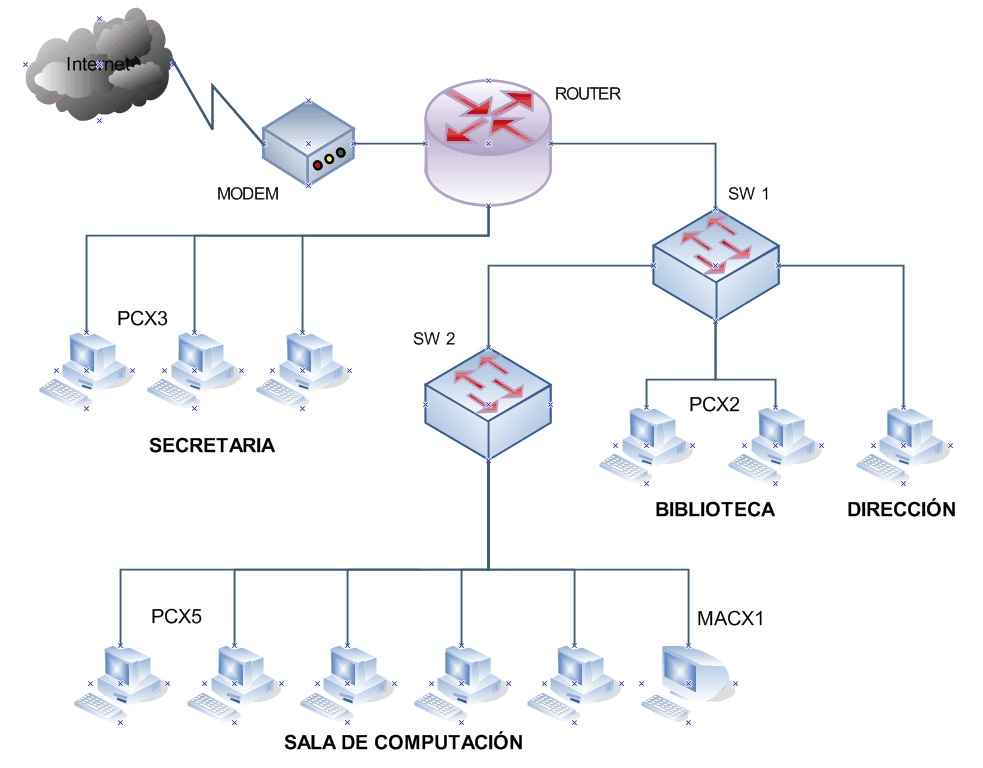 Internet
ROUTER
MODEM
SW 1
PCX3
SW 2
SECRETARIA
PCX2
BIBLIOTECA
DIRECCIÓN
PCX5
MACX1
SALA DE COMPUTACIÓN